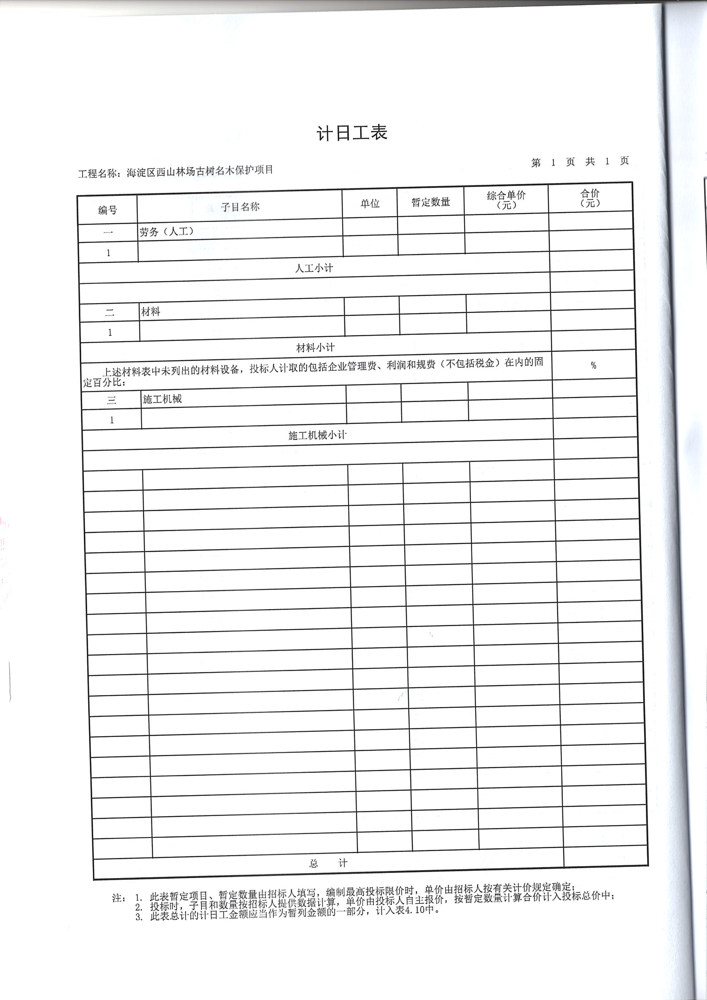 计日工表
工程名称：海淀区西山林场古树名木保护项目
第 1 页 共 1 页
编号 子目名称 单位 暂定数量 综合单价（元） 合价（元）
一 劳务（人工）
1
人工小计
二 材料
1
材料小计
上述材料表中未列出的材料设备，投标人计取的包括企业管理费、利润和规费（不包括税金）在内的固
定百分比：
%
三 施工机械
1
施工机械小计
总 计
注： 1. 此表暂定项目、暂定数量由招标人填写，编制最高投标限价时，单价由招标人按有关计价规定确定；
2. 投标时，子目和数量按招标人提供数据计算，单价由投标人自主报价，按暂定数量计算合价计入投标总价中；
3. 此表总计的计日工金额应当作为暂列金额的一部分，计入表4.10中。